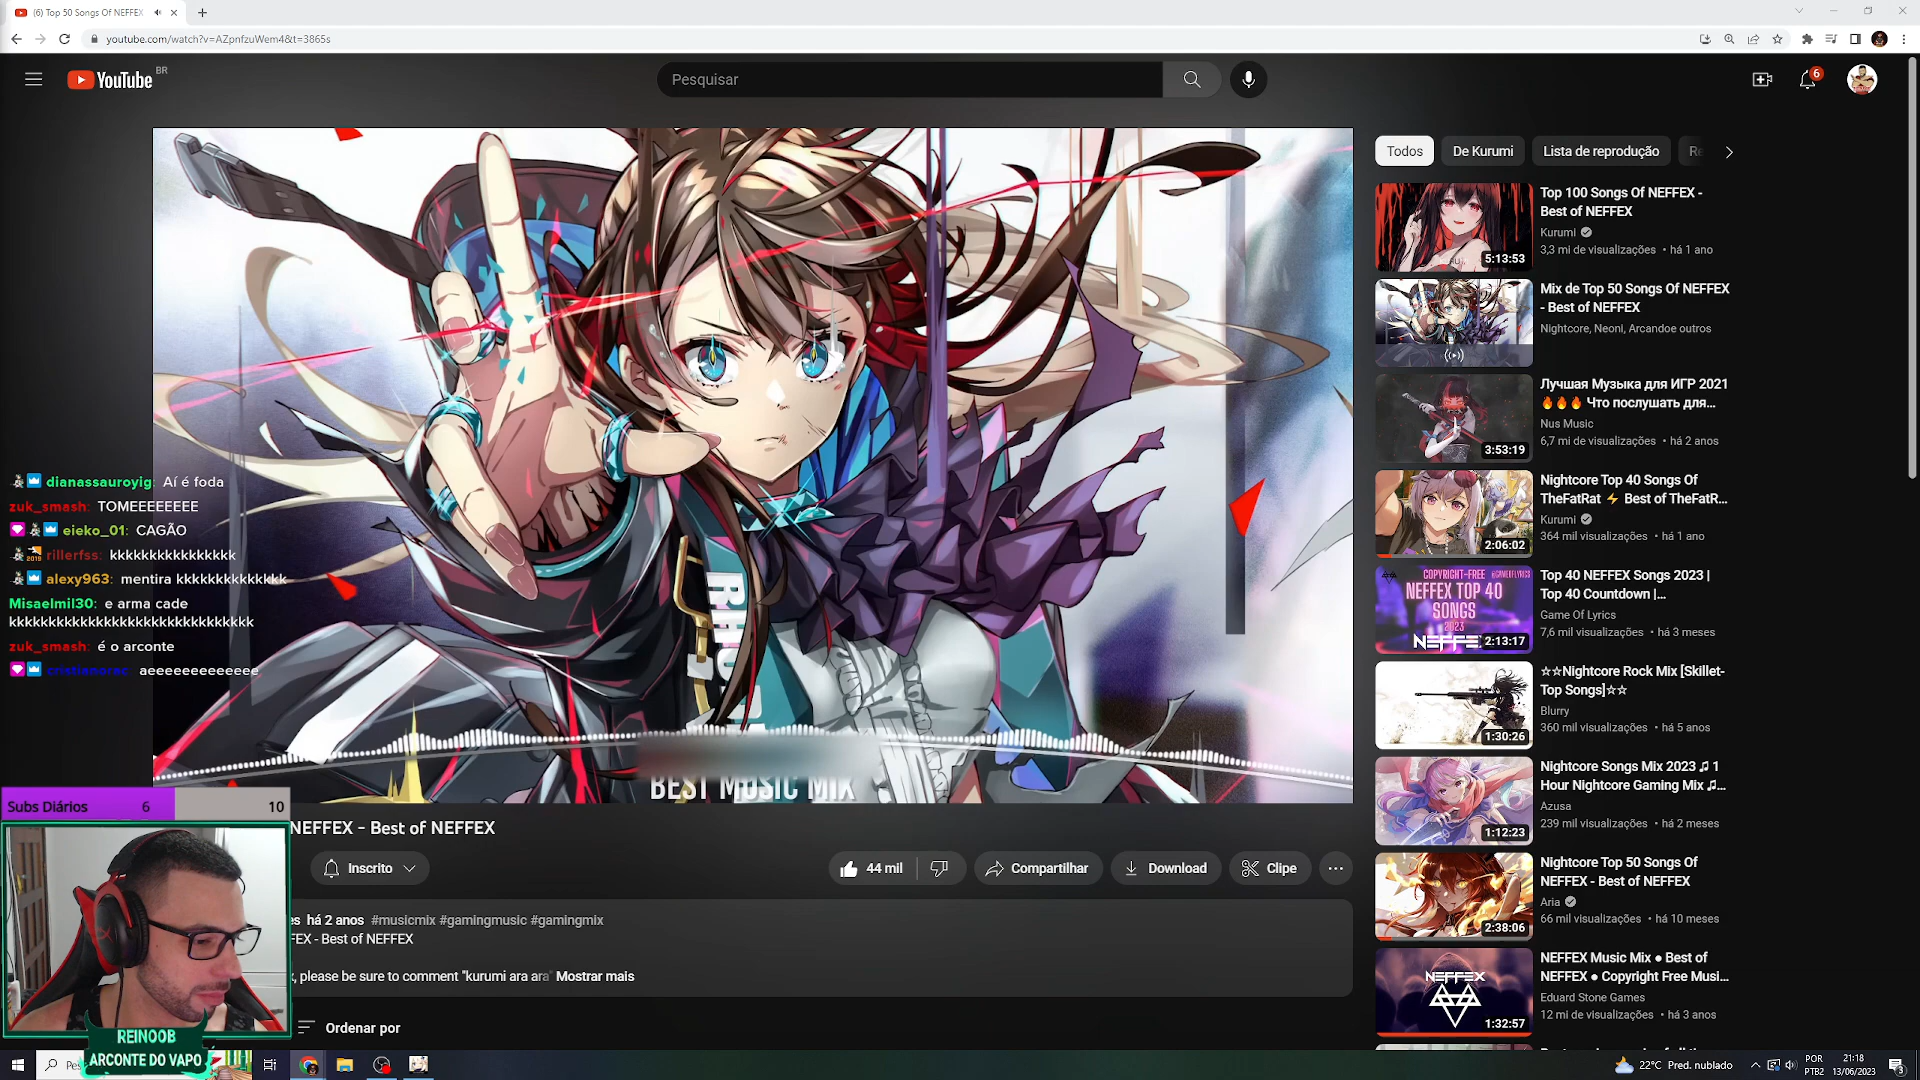 (6) Top 50 Songs Of NEFFEX
youtube.com/watch?v=AZpnfzuWem4&t=3865s
YouTube BR
Pesquisar
6
Todos
De Kurumi
Lista de reprodução
Re
Top 100 Songs Of NEFFEX -
Best of NEFFEX
Kurumi
3,3 mi de visualizações • há 1 ano
5:13:53
Mix de Top 50 Songs Of NEFFEX
- Best of NEFFEX
Nightcore, Neoni, Arcandoe outros
Лучшая Музыка для ИГР 2021
🔥🔥🔥 Что послушать для...
Nus Music
6,7 mi de visualizações • há 2 anos
3:53:19
Nightcore Top 40 Songs Of
TheFatRat ⚡ Best of TheFatR...
Kurumi
364 mil visualizações • há 1 ano
2:06:02
COPYRIGHT-FREE
NEFFEX TOP 40
SONGS
2023
NEFFEX
2:13:17
Top 40 NEFFEX Songs 2023 |
Top 40 Countdown |...
Game Of Lyrics
7,6 mil visualizações • há 3 meses
☆☆Nightcore Rock Mix [Skillet-
Top Songs]☆☆
Blurry
360 mil visualizações • há 5 anos
1:30:26
Nightcore Songs Mix 2023 ♫ 1
Hour Nightcore Gaming Mix ♫...
Azusa
239 mil visualizações • há 2 meses
1:12:23
Nightcore Top 50 Songs Of
NEFFEX - Best of NEFFEX
Aria
66 mil visualizações • há 10 meses
2:38:06
NEFFEX
NEFFEX Music Mix ● Best of
NEFFEX ● Copyright Free Musi...
Eduard Stone Games
12 mi de visualizações • há 3 anos
1:32:57
dianassauroyig: Aí é foda
zuk_smash: TOMEEEEEEEE
eieko_01: CAGÃO
rillerfss: kkkkkkkkkkkkkkkk
alexy963: mentira kkkkkkkkkkkkkk
Misaelmil30: e arma cade
kkkkkkkkkkkkkkkkkkkkkkkkkkkkkkk
zuk_smash: é o arconte
aeeeeeeeeeeeee
BEST MUSIC MIX
Subs Diários 6 10
NEFFEX - Best of NEFFEX
Inscrito
44 mil
Compartilhar
Download
Clipe
es há 2 anos #musicmix #gamingmusic #gamingmix
FEX - Best of NEFFEX
, please be sure to comment "kurumi ara ara" Mostrar mais
Ordenar por
REINOOB
ARCONTE DO VAPO
Pes
22°C Pred. nublado
POR
PTB2
21:18
13/06/2023
3